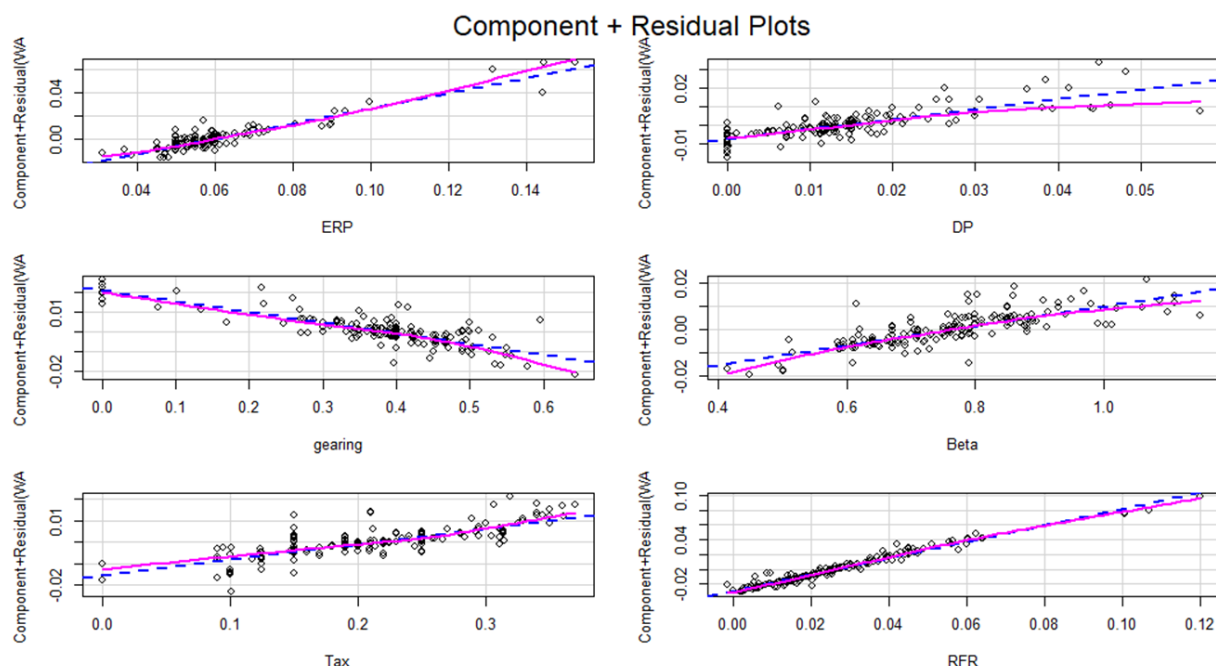 Component + Residual Plots
Component+Residual(WA
0.00 0.04
0.04 0.06 0.08 0.10 0.12 0.14
ERP
Component+Residual(WA
-0.01 0.02
0.00 0.01 0.02 0.03 0.04 0.05
DP
Component+Residual(WA
-0.02 0.01
0.0 0.1 0.2 0.3 0.4 0.5 0.6
gearing
Component+Residual(WA
-0.02 0.00 0.02
0.4 0.6 0.8 1.0
Beta
Component+Residual(WA
-0.02 0.01
0.0 0.1 0.2 0.3
Tax
Component+Residual(WA
-0.02 0.04 0.10
0.00 0.02 0.04 0.06 0.08 0.10 0.12
RFR